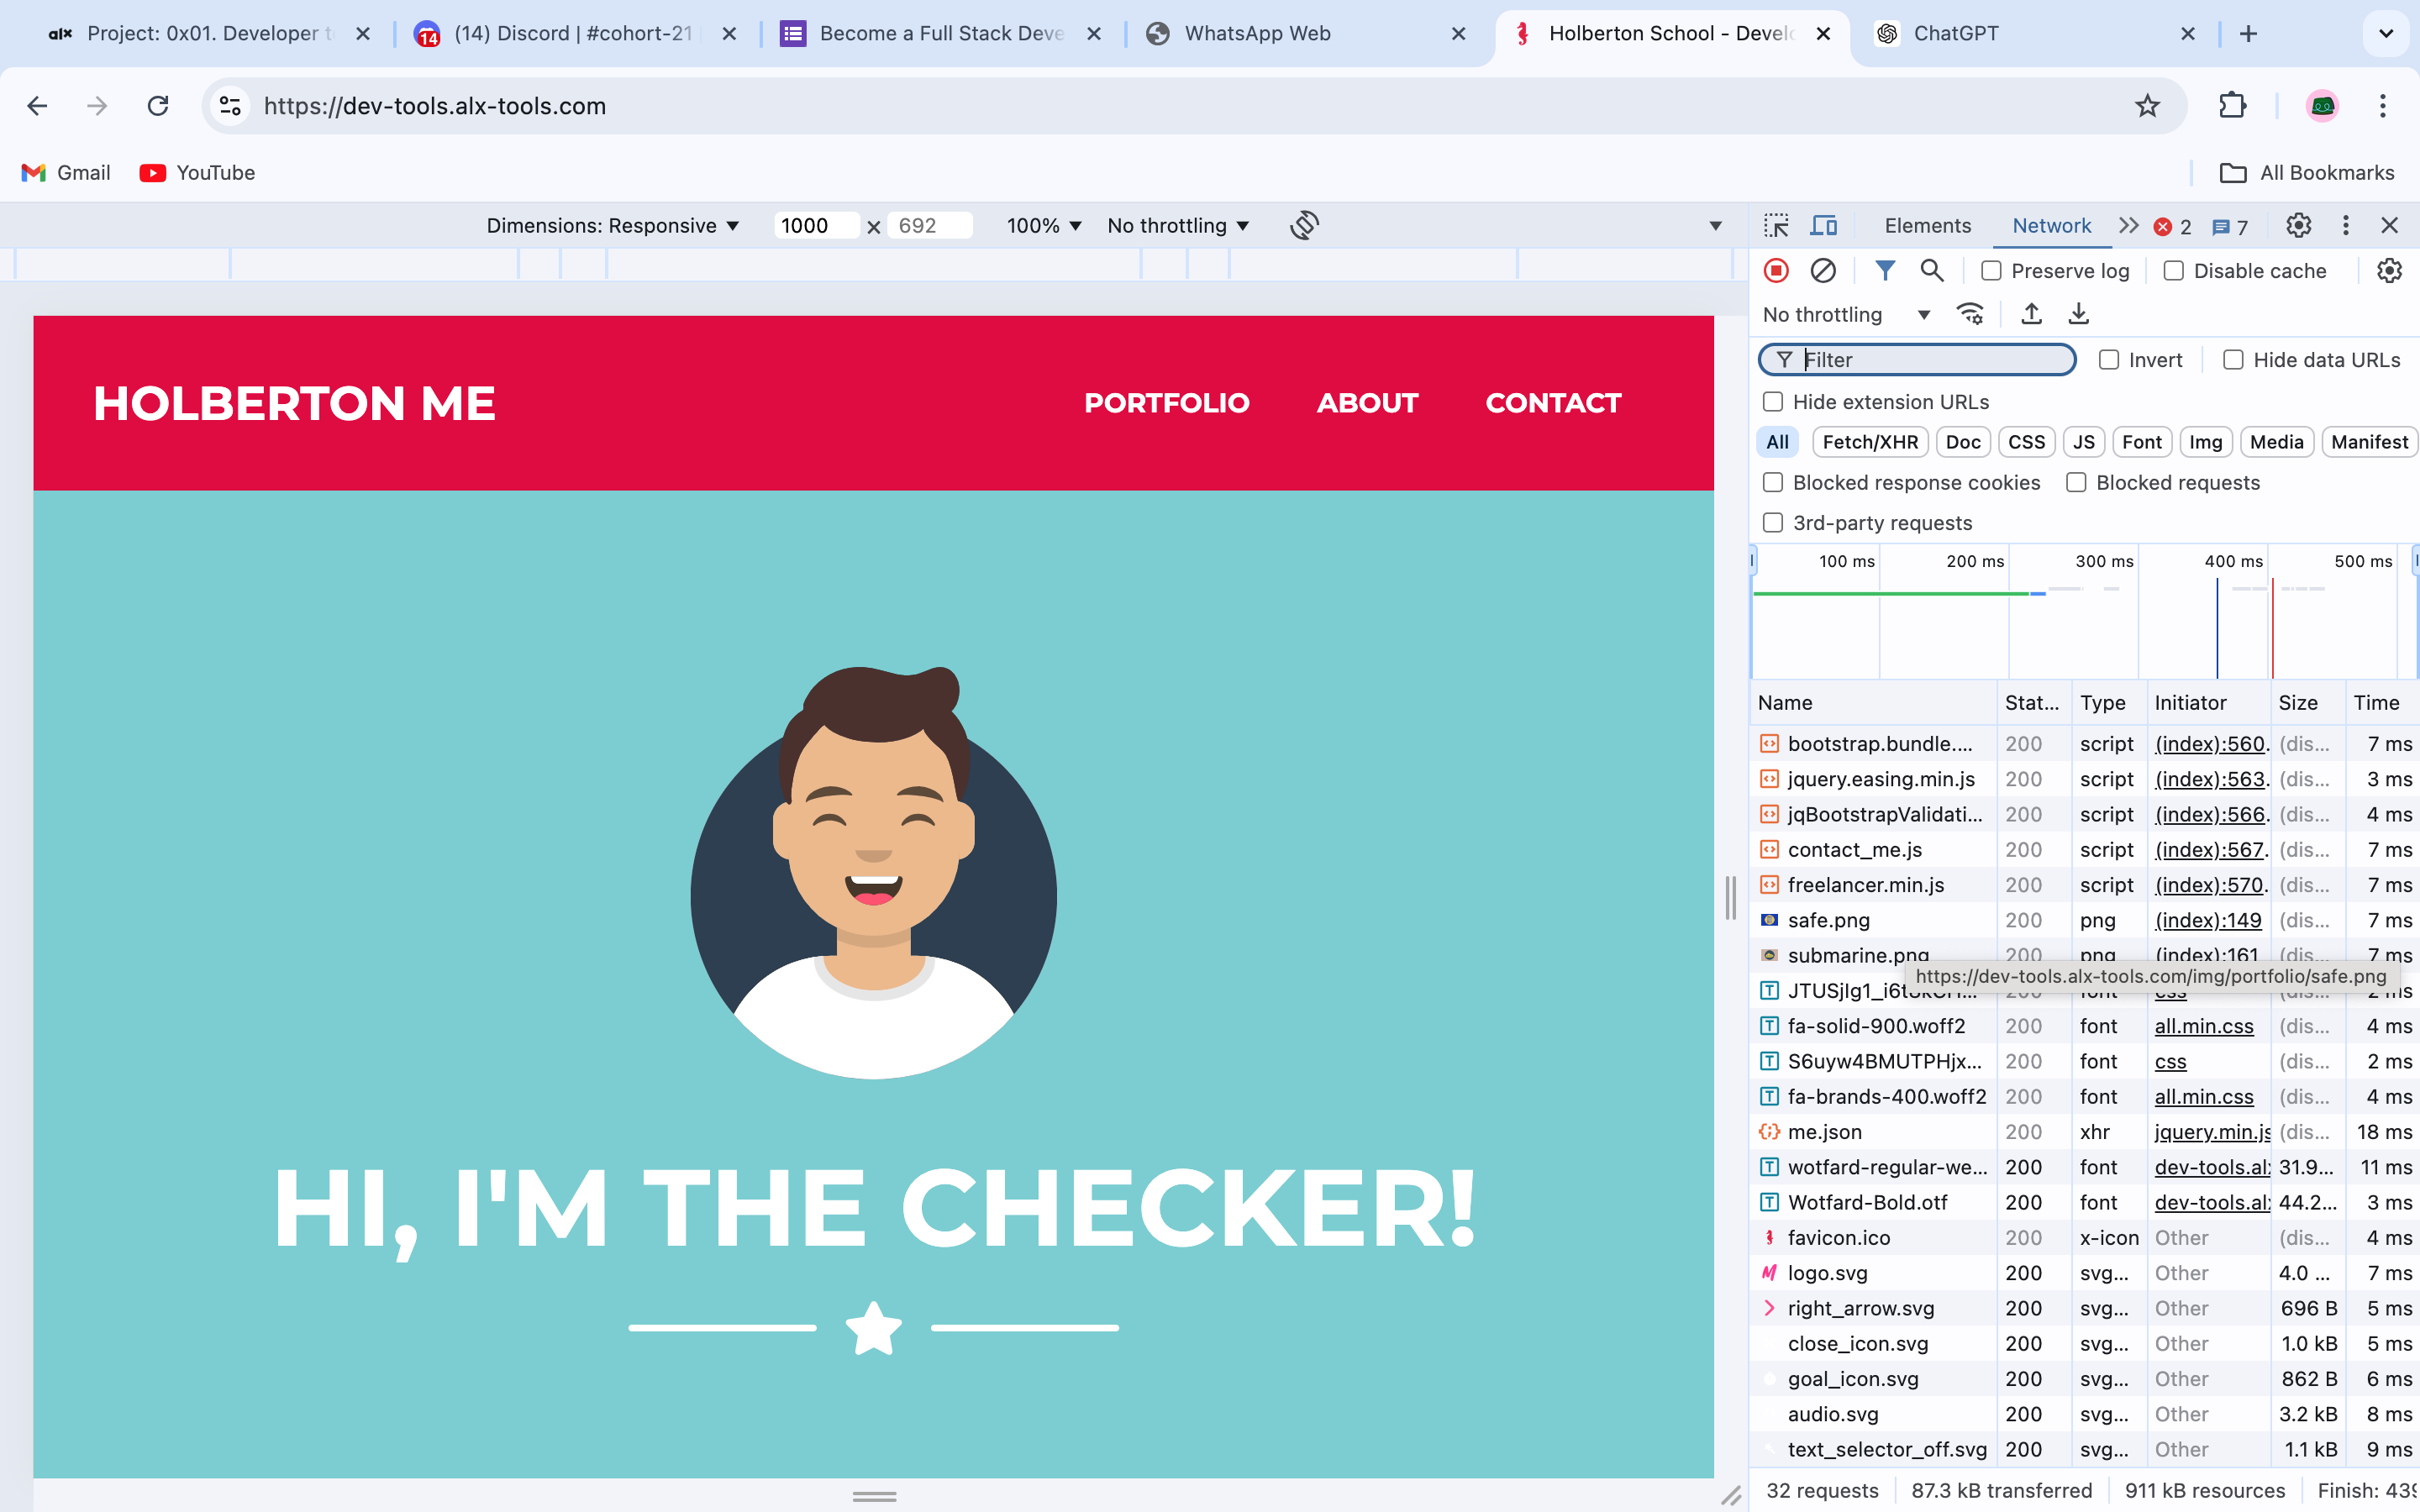 alx Project: 0x01. Developer t
14 (14) Discord | #cohort-21
Become a Full Stack Deve
WhatsApp Web
Holberton School - Develo
ChatGPT
https://dev-tools.alx-tools.com
Gmail YouTube All Bookmarks
Dimensions: Responsive 1000 x 692 100% No throttling
Elements Network 2 7
Preserve log Disable cache
No throttling
Filter Invert Hide data URLs
Hide extension URLs
All Fetch/XHR Doc CSS JS Font Img Media Manifest
Blocked response cookies Blocked requests
3rd-party requests
100 ms 200 ms 300 ms 400 ms 500 ms
HOLBERTON ME PORTFOLIO ABOUT CONTACT
HI, I'M THE CHECKER!
Name Stat... Type Initiator Size Time
bootstrap.bundle.... 200 script (index):560. (dis... 7 ms
jquery.easing.min.js 200 script (index):563. (dis... 3 ms
jqBootstrapValidati... 200 script (index):566. (dis... 4 ms
contact_me.js 200 script (index):567. (dis... 7 ms
freelancer.min.js 200 script (index):570. (dis... 7 ms
safe.png 200 png (index):149 (dis... 7 ms
submarine.png 200 png (index):161 (dis... 7 ms
https://dev-tools.alx-tools.com/img/portfolio/safe.png
200 font css (dis... 2 ms
fa-solid-900.woff2 200 font all.min.css (dis... 4 ms
S6uyw4BMUTPHjx... 200 font css (dis... 2 ms
fa-brands-400.woff2 200 font all.min.css (dis... 4 ms
me.json 200 xhr jquery.min.js (dis... 18 ms
wotfard-regular-we... 200 font dev-tools.al 31.9... 11 ms
Wotfard-Bold.otf 200 font dev-tools.al 44.2... 3 ms
favicon.ico 200 x-icon Other (dis... 4 ms
logo.svg 200 svg... Other 4.0 ... 7 ms
right_arrow.svg 200 svg... Other 696 B 5 ms
close_icon.svg 200 svg... Other 1.0 kB 5 ms
goal_icon.svg 200 svg... Other 862 B 6 ms
audio.svg 200 svg... Other 3.2 kB 8 ms
text_selector_off.svg 200 svg... Other 1.1 kB 9 ms
32 requests 87.3 kB transferred 911 kB resources Finish: 439